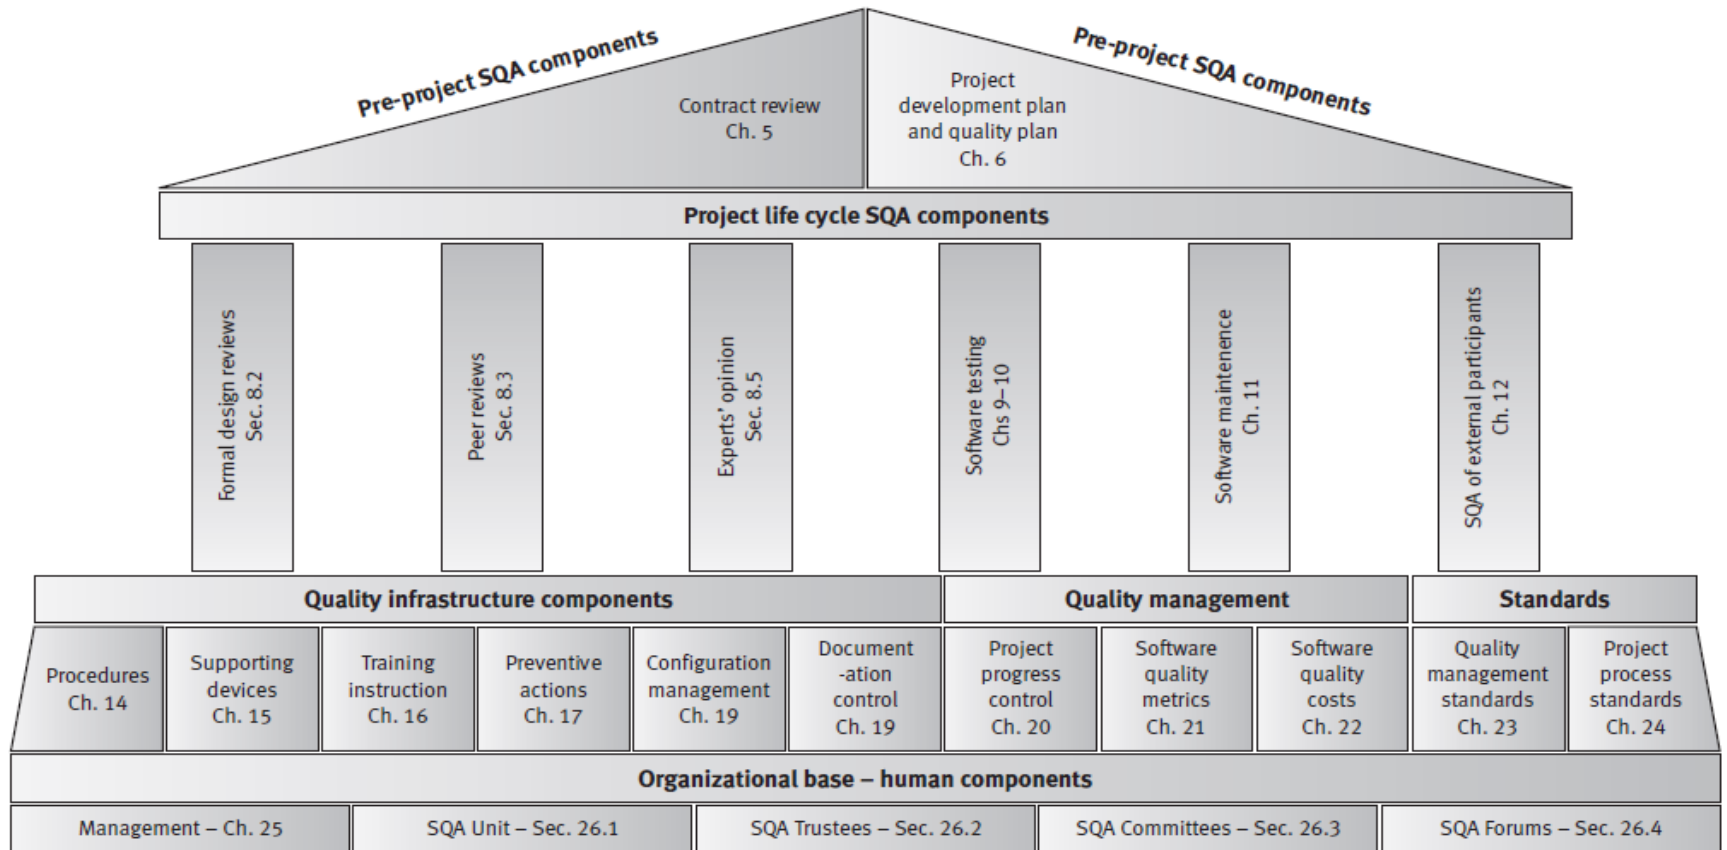 Pre-project SQA components
Pre-project SQA components
Contract review
Ch. 5
Project
development plan
and quality plan
Ch. 6
Project life cycle SQA components
Formal design reviews
Sec. 8.2
Peer reviews
Sec. 8.3
Experts’ opinion
Sec. 8.5
Software testing
Chs 9–10
Software maintenence
Ch. 11
SQA of external participants
Ch. 12
Quality infrastructure components
Quality management
Standards
Procedures
Ch. 14
Supporting
devices
Ch. 15
Training
instruction
Ch. 16
Preventive
actions
Ch. 17
Configuration
management
Ch. 19
Document
-ation
control
Ch. 19
Project
progress
control
Ch. 20
Software
quality
metrics
Ch. 21
Software
quality
costs
Ch. 22
Quality
management
standards
Ch. 23
Project
process
standards
Ch. 24
Organizational base – human components
Management – Ch. 25
SQA Unit – Sec. 26.1
SQA Trustees – Sec. 26.2
SQA Committees – Sec. 26.3
SQA Forums – Sec. 26.4